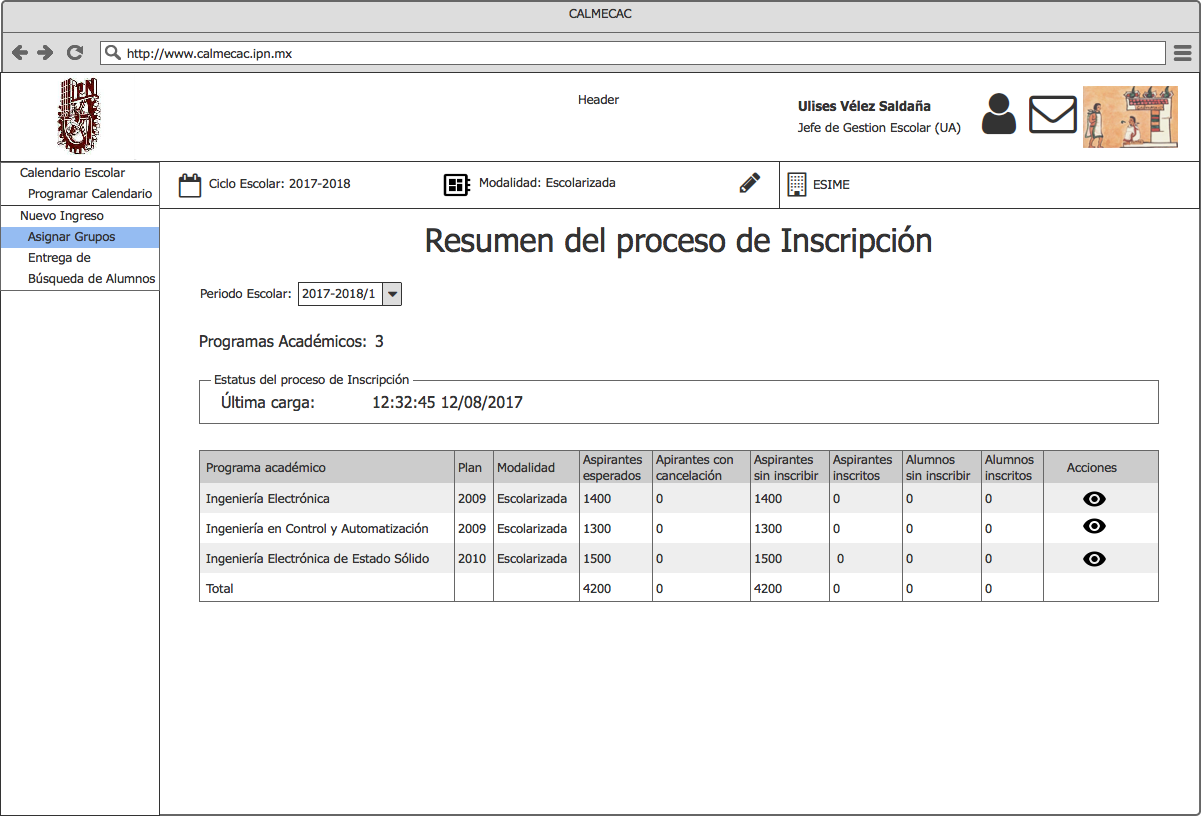 CALMECAC
http://www.calmecac.ipn.mx
IPN
Header
Ulises Vélez Saldaña
Jefe de Gestion Escolar (UA)
Calendario Escolar
Programar Calendario
Nuevo Ingreso
Asignar Grupos
Entrega de
Búsqueda de Alumnos
Ciclo Escolar: 2017-2018
Modalidad: Escolarizada
ESIME
Resumen del proceso de Inscripción
Periodo Escolar: 2017-2018/1
Programas Académicos: 3
Estatus del proceso de Inscripción
Última carga: 12:32:45 12/08/2017
Programa académico Plan Modalidad Aspirantes esperados Apirantes con cancelación Aspirantes sin inscribir Aspirantes inscritos Alumnos sin inscribir Alumnos inscritos Acciones
Ingeniería Electrónica 2009 Escolarizada 1400 0 1400 0 0 0
Ingeniería en Control y Automatización 2009 Escolarizada 1300 0 1300 0 0 0
Ingeniería Electrónica de Estado Sólido 2010 Escolarizada 1500 0 1500 0 0 0
Total 4200 0 4200 0 0 0